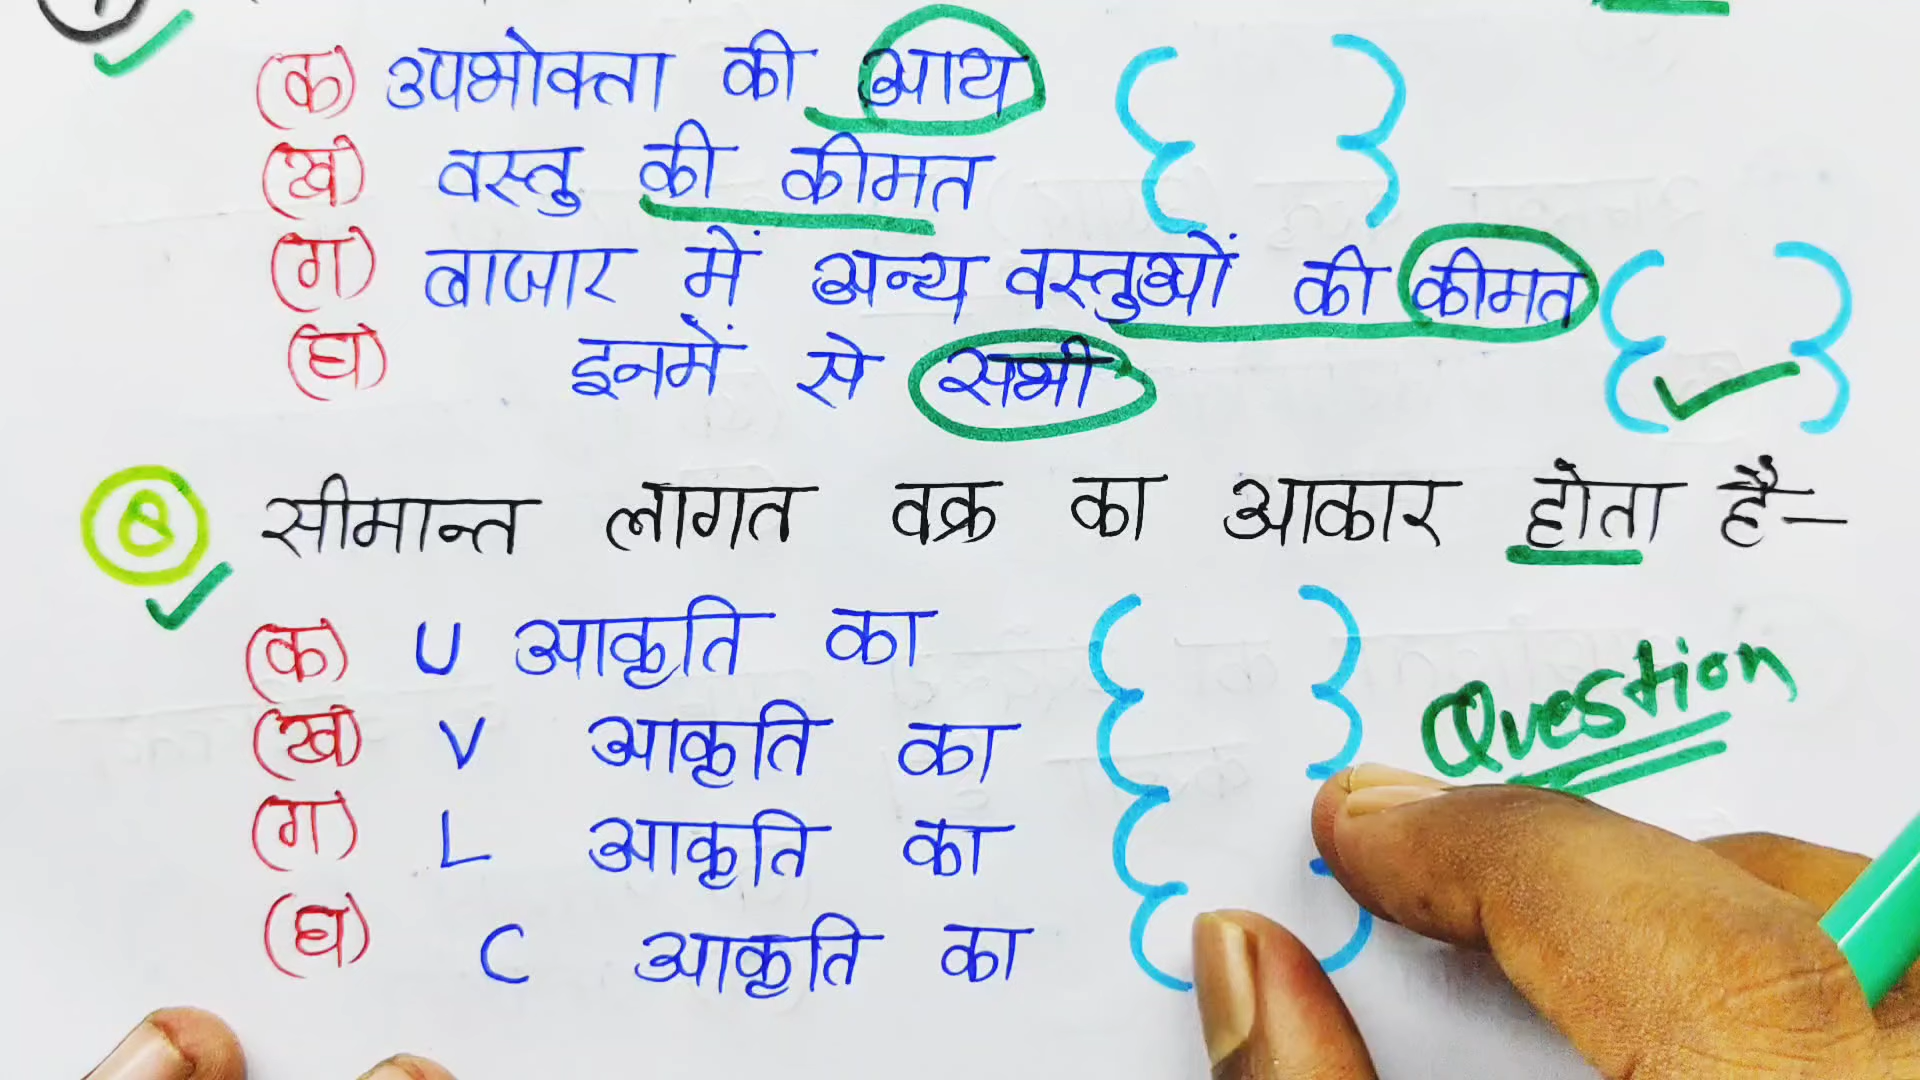 (क) उपभोक्ता की आय
(ख) वस्तु की कीमत
(ग) बाजार में अन्य वस्तुओं की कीमत
(घ) इनमें से सभी
8 सीमान्त लागत वक्र का आकार होता है-
(क) U आकृति का
(ख) V आकृति का
(ग) L आकृति का
(घ) C आकृति का
Question